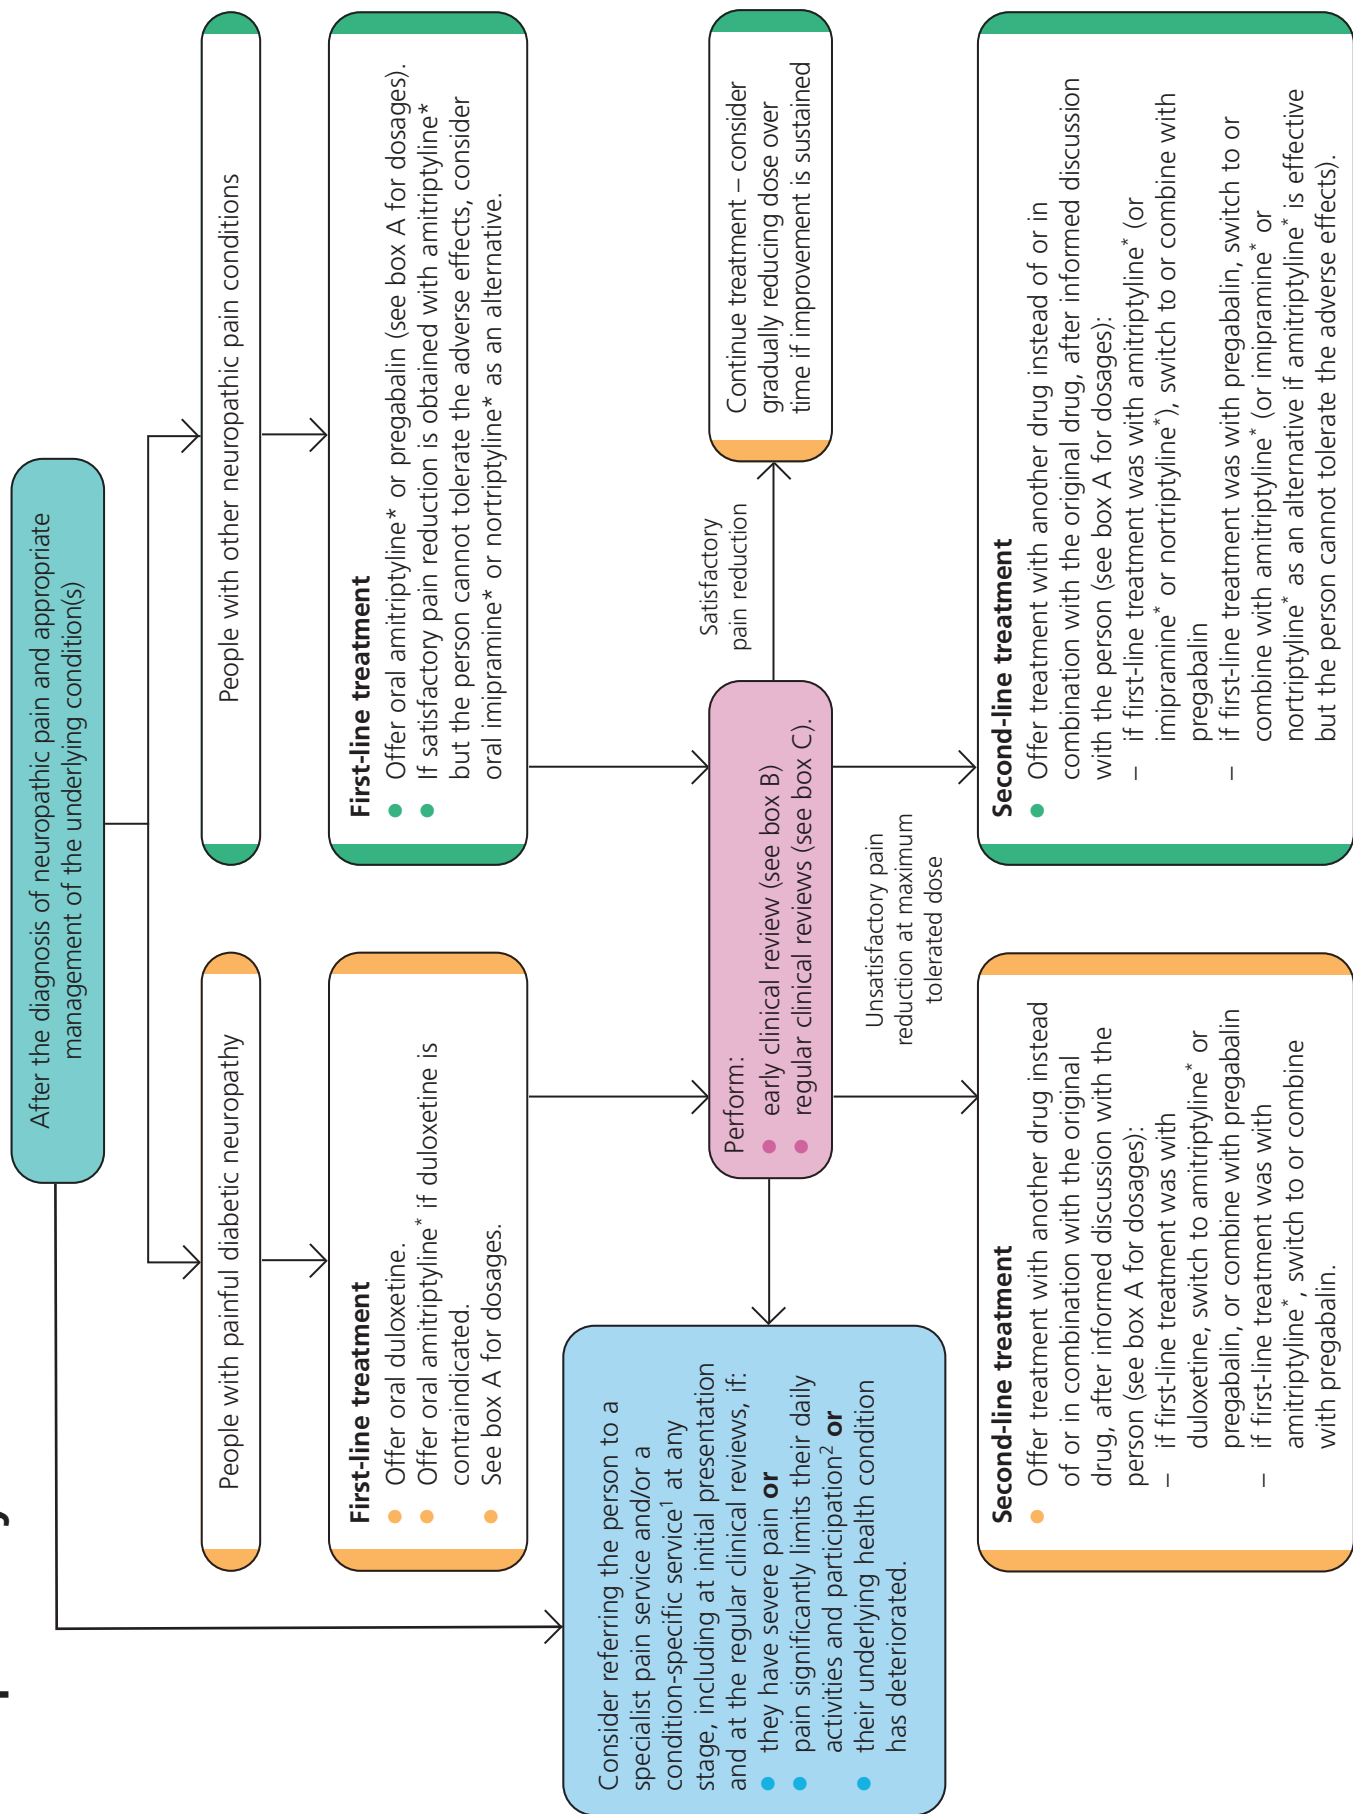 After the diagnosis of neuropathic pain and appropriate
management of the underlying condition(s)
People with painful diabetic neuropathy
People with other neuropathic pain conditions
First-line treatment
● Offer oral duloxetine.
● Offer oral amitriptyline* if duloxetine is
contraindicated.
● See box A for dosages.
First-line treatment
● Offer oral amitriptyline* or pregabalin (see box A for dosages).
● If satisfactory pain reduction is obtained with amitriptyline*
but the person cannot tolerate the adverse effects, consider
oral imipramine* or nortriptyline* as an alternative.
Consider referring the person to a
specialist pain service and/or a
condition-specific service1 at any
stage, including at initial presentation
and at the regular clinical reviews, if:
● they have severe pain or
● pain significantly limits their daily
activities and participation2 or
● their underlying health condition
has deteriorated.
Perform:
● early clinical review (see box B)
● regular clinical reviews (see box C).
Satisfactory
pain reduction
Continue treatment – consider
gradually reducing dose over
time if improvement is sustained
Unsatisfactory pain
reduction at maximum
tolerated dose
Second-line treatment
● Offer treatment with another drug instead
of or in combination with the original
drug, after informed discussion with the
person (see box A for dosages):
– if first-line treatment was with
duloxetine, switch to amitriptyline* or
pregabalin, or combine with pregabalin
– if first-line treatment was with
amitriptyline*, switch to or combine
with pregabalin.
Second-line treatment
● Offer treatment with another drug instead of or in
combination with the original drug, after informed discussion
with the person (see box A for dosages):
– if first-line treatment was with amitriptyline* (or
imipramine* or nortriptyline*), switch to or combine with
pregabalin
– if first-line treatment was with pregabalin, switch to or
combine with amitriptyline* (or imipramine* or
nortriptyline* as an alternative if amitriptyline* is effective
but the person cannot tolerate the adverse effects).